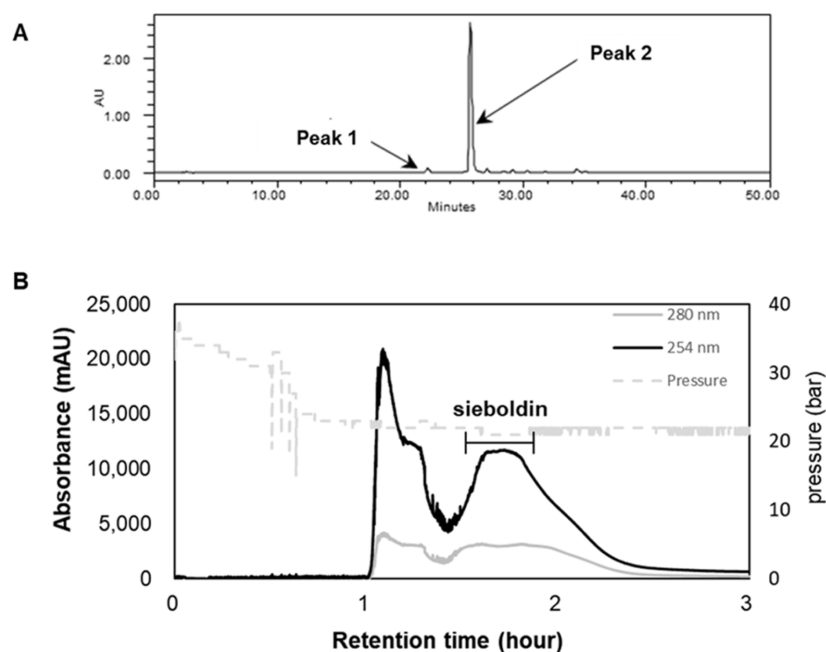 A
Peak 2
Peak 1
AU
2.00
1.00
0.00
0.00 10.00 20.00 30.00 40.00 50.00
Minutes
B
25,000
20,000
15,000
10,000
5,000
0
Absorbance (mAU)
280 nm
254 nm
Pressure
sieboldin
40
30
20
10
0
pressure (bar)
0 1 2 3
Retention time (hour)